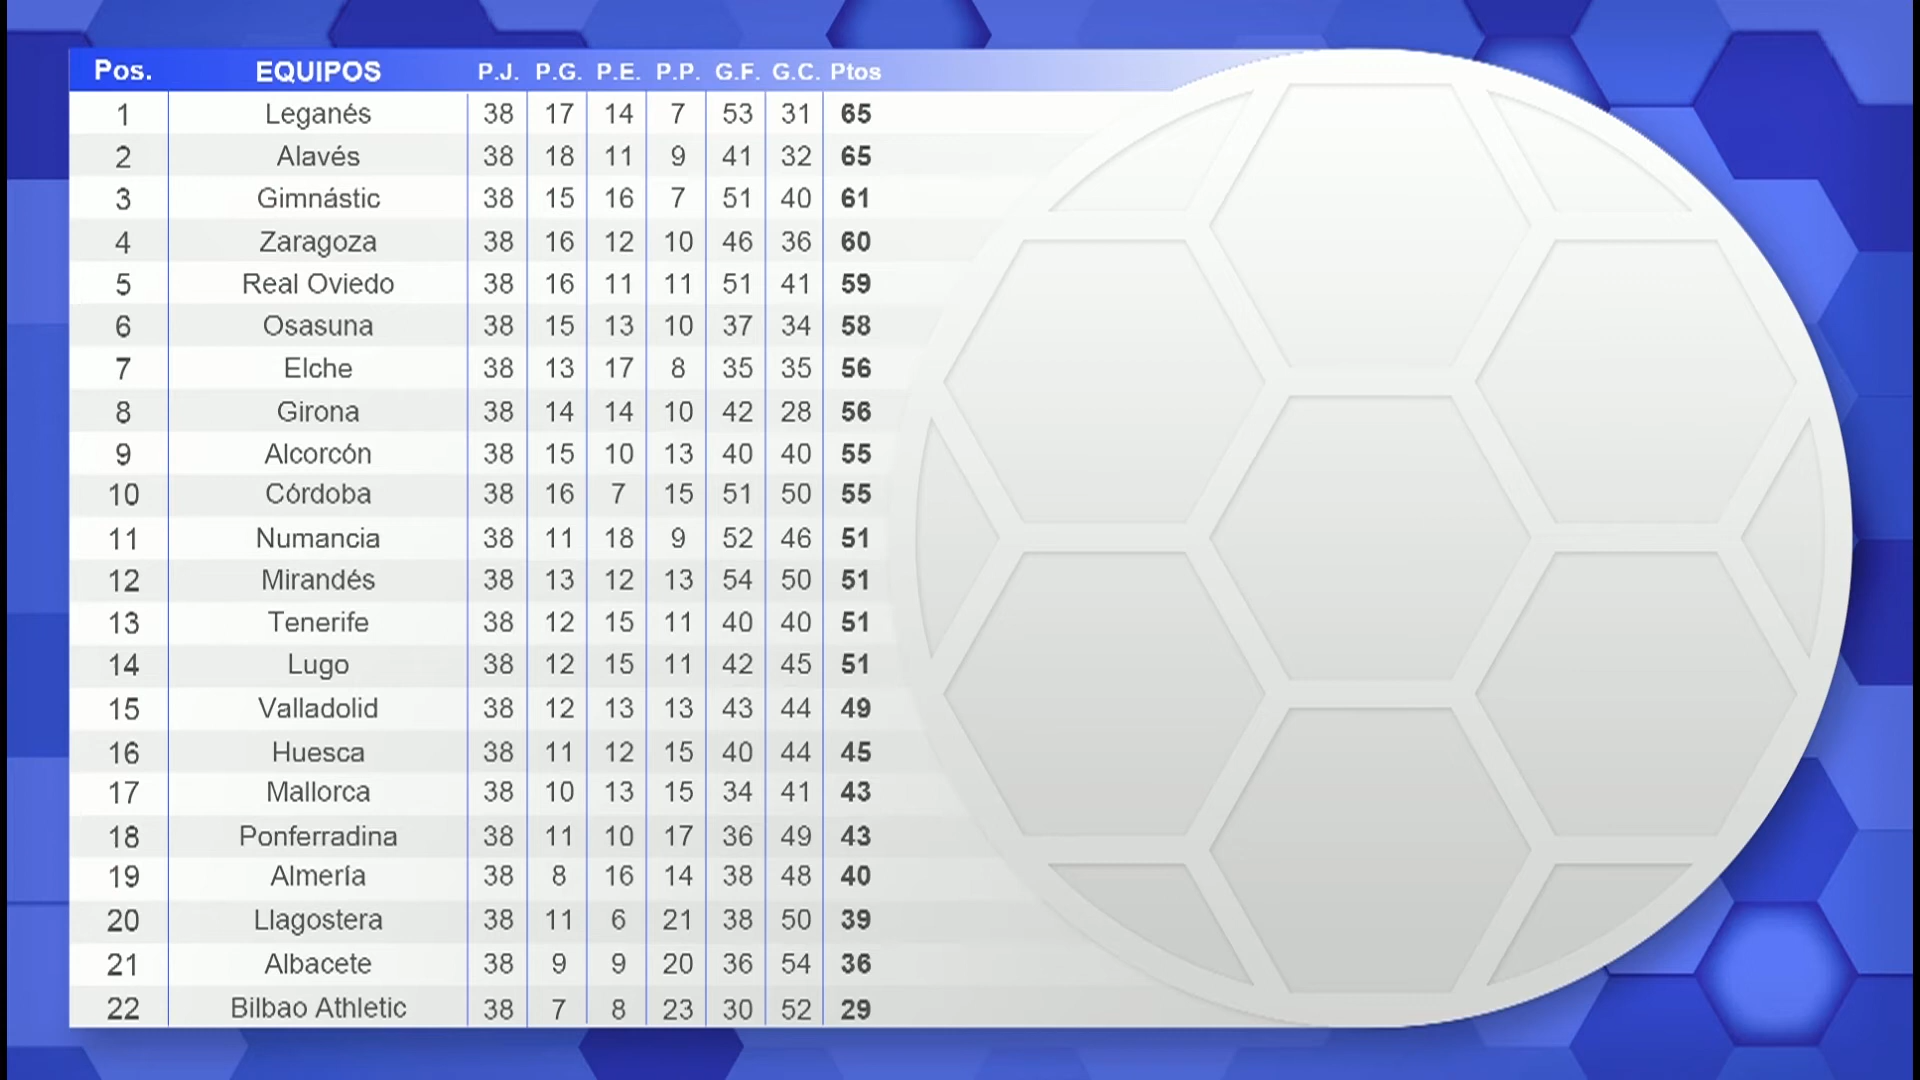 Pos. EQUIPOS P.J. P.G. P.E. P.P. G.F. G.C. Ptos
1 Leganés 38 17 14 7 53 31 65
2 Alavés 38 18 11 9 41 32 65
3 Gimnástic 38 15 16 7 51 40 61
4 Zaragoza 38 16 12 10 46 36 60
5 Real Oviedo 38 16 11 11 51 41 59
6 Osasuna 38 15 13 10 37 34 58
7 Elche 38 13 17 8 35 35 56
8 Girona 38 14 14 10 42 28 56
9 Alcorcón 38 15 10 13 40 40 55
10 Córdoba 38 16 7 15 51 50 55
11 Numancia 38 11 18 9 52 46 51
12 Mirandés 38 13 12 13 54 50 51
13 Tenerife 38 12 15 11 40 40 51
14 Lugo 38 12 15 11 42 45 51
15 Valladolid 38 12 13 13 43 44 49
16 Huesca 38 11 12 15 40 44 45
17 Mallorca 38 10 13 15 34 41 43
18 Ponferradina 38 11 10 17 36 49 43
19 Almería 38 8 16 14 38 48 40
20 Llagostera 38 11 6 21 38 50 39
21 Albacete 38 9 9 20 36 54 36
22 Bilbao Athletic 38 7 8 23 30 52 29